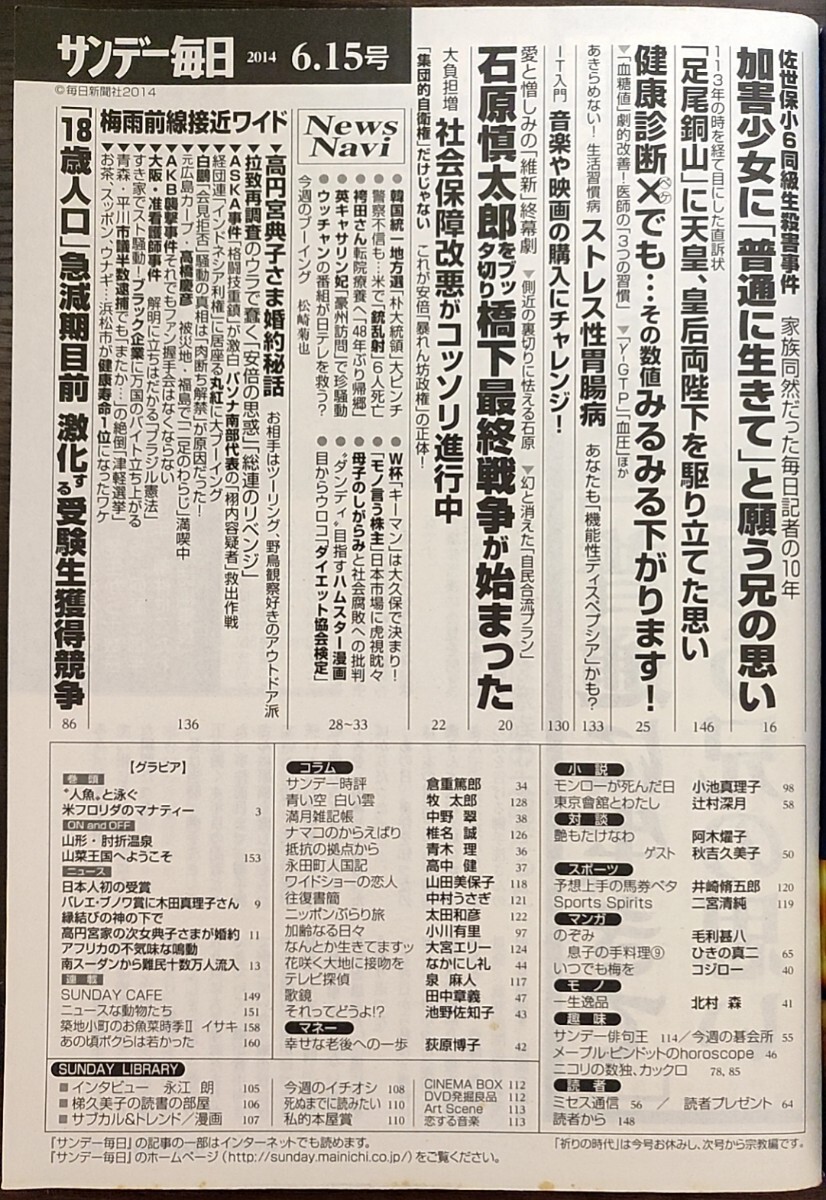 サンデー毎日 2014 6.15号
©毎日新聞社2014
佐世保小6同級生殺害事件 家族同然だった毎日記者の10年
加害少女に「普通に生きて」と願う兄の思い
16
113年の時を経て目にした直訴状
「足尾銅山」に天皇、皇后両陛下を駆り立てた思い
146
健康診断×でも…その数値みるみる下がります!
ペケ
▼「血糖値」劇的改善!医師の「3つの習慣」 ▼「γ-GTP」「血圧」ほか
25
あきらめない!生活習慣病 ストレス性胃腸病 あなたも「機能性ディスペプシア」かも?
133
IT入門 音楽や映画の購入にチャレンジ!
130
愛と憎しみの「維新」終幕劇 ▼側近の裏切りに怯える石原 ▼幻と消えた「自民合流プラン」
石原慎太郎をブッタ切り橋下最終戦争が始まった
20
大負担増 社会保障改悪がコッソリ進行中
「集団的自衛権」だけじゃない これが安倍「暴れん坊政権」の正体!
22
News Navi
●韓国統一地方選「朴大統領」大ピンチ
●警察不信も…米で「銃乱射」6人死亡
●袴田さん転院療養へ「48年ぶり帰郷」
●英キャサリン妃「豪州訪問」で珍騒動
●ウッチャンの番組が日テレを救う?
今週のブーイング 松崎菊也
●W杯「キーマン」は大久保で決まり!
●「モノ言う株主」日本市場に虎視眈々
●母子のしがらみと社会腐敗への批判
●“ダンディ”目指すハムスター漫画
●目からウロコ「ダイエット協会検定」
28~33
梅雨前線接近ワイド
▼高円宮典子さま婚約秘話 お相手はツーリング、野鳥観察好きのアウトドア派
▼拉致再調査のウラで蠢く「安倍の思惑」「総連のリベンジ」
▼ASKA事件「格闘技重鎮」が激白 パソナ南部代表の「栩内容疑者」救出作戦
▼経団連「インドネシア利権」に居座る丸紅に大ブーイング
▼白鵬「会見拒否」騒動の真相は「肉断ち解禁」が原因だった!
▼元広島カープ・高橋慶彦 被災地・福島で「二足のわらじ」満喫中
▼AKB襲撃事件それでもファン握手会はなくならない
▼大阪・准看護師事件 解明に立ちはだかる「ブラジル憲法」
▼すき家でスト騒動!ブラック企業に万国のバイト立ち上がる
▼青森・平川市議半数逮捕でも「またか…」の絶倒「津軽選挙」
▼お茶、スッポン、ウナギ…浜松市が健康寿命1位になったワケ
136
「18歳人口」急減期目前 激化する受験生獲得競争
86
【グラビア】
巻頭
“人魚”と泳ぐ
米フロリダのマナティー 3
ON and OFF
山形・肘折温泉
山菜王国へようこそ 153
ニュース
日本人初の受賞
バレエ・ブノワ賞に木田真理子さん 9
縁結びの神の下で
高円宮家の次女典子さまが婚約 11
アフリカの不気味な鳴動
南スーダンから難民十数万人流入 13
連載
SUNDAY CAFE 149
ニュースな動物たち 151
築地小町のお魚菜時季Ⅱ イサキ 158
あの頃ボクらは若かった 160
コラム
サンデー時評 倉重篤郎 34
青い空 白い雲 牧 太郎 128
満月雑記帳 中野 翠 38
ナマコのからえばり 椎名 誠 126
抵抗の拠点から 青木 理 36
永田町人国記 高中 健 37
ワイドショーの恋人 山田美保子 118
往復書簡 中村うさぎ 121
ニッポンぶらり旅 太田和彦 122
加齢なる日々 小川有里 97
なんとか生きてますッ 大宮エリー 124
花咲く大地に接吻を なかにし礼 44
テレビ探偵 泉 麻人 117
歌鏡 田中章義 47
それってどうよ!? 池野佐知子 43
マネー
幸せな老後への一歩 荻原博子 42
小説
モンローが死んだ日 小池真理子 98
東京會舘とわたし 辻村深月 58
対談
艶もたけなわ 阿木燿子
ゲスト 秋吉久美子 50
スポーツ
予想上手の馬券ベタ 井崎脩五郎 120
Sports Spirits 二宮清純 119
マンガ
のぞみ 毛利甚八
息子の手料理⑨ ひきの真二 65
いつでも梅を コジロー 40
モノ
一生逸品 北村 森 41
趣味
サンデー俳句王 114/今週の碁会所 55
メープル・ピンドットのhoroscope 46
ニコリの数独、カックロ 78, 85
読者
ミセス通信 56 / 読者プレゼント 64
読者から 148
SUNDAY LIBRARY
■インタビュー 永江 朗 105
■梯久美子の読書の部屋 106
■サブカル&トレンド/漫画 107
今週のイチオシ 108
死ぬまでに読みたい 110
私的本屋賞 110
CINEMA BOX 112
DVD発掘良品 112
Art Scene 113
恋する音楽 113
「サンデー毎日」の記事の一部はインターネットでも読めます。
「サンデー毎日」のホームページ(http://sunday.mainichi.co.jp/)をご覧ください。
「祈りの時代」は今号お休みし、次号から宗教編です。